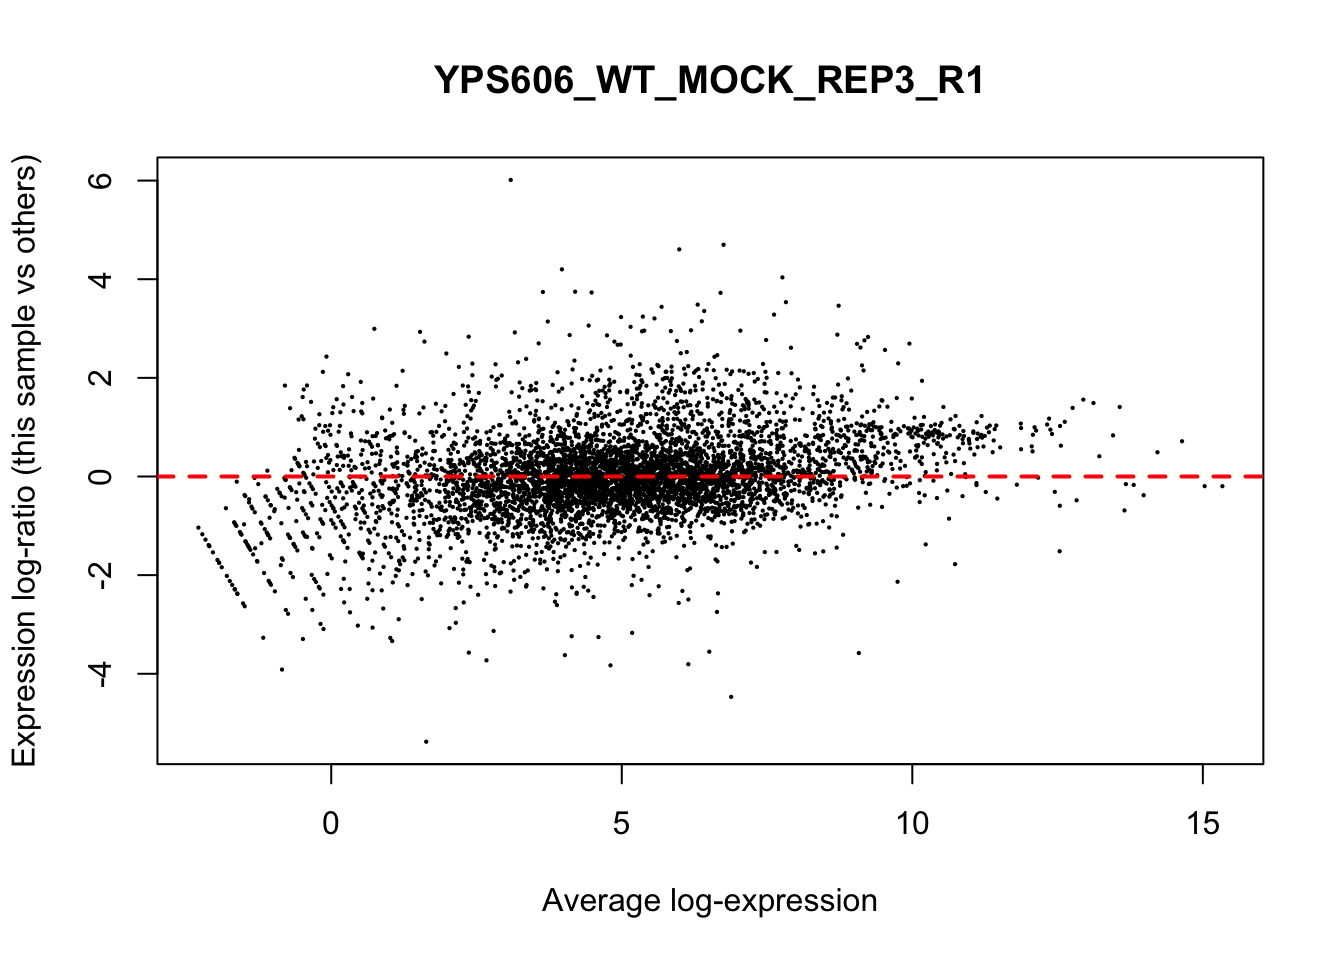 YPS606_WT_MOCK_REP3_R1
Expression log-ratio (this sample vs others)
6
4
2
0
-2
-4
0 5 10 15
Average log-expression